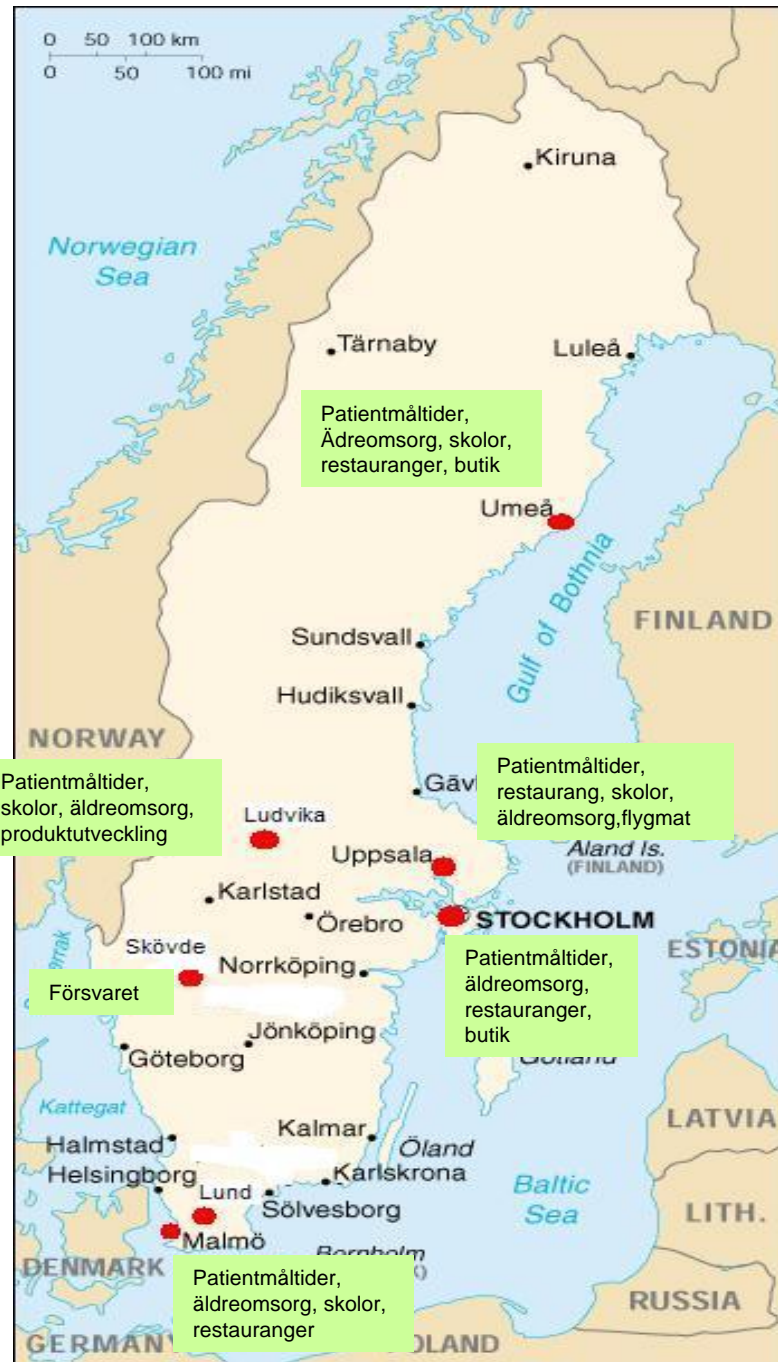 0 50 100 km
0 50 100 mi
Kiruna
Norwegian
Sea
Tärnaby
Luleå
Patientmåltider,
Ädreomsorg, skolor,
restauranger, butik
Umeå
Gulf of Bothnia
FINLAND
Sundsvall
Hudiksvall
NORWAY
Patientmåltider,
skolor, äldreomsorg,
produktutveckling
Ludvika
Patientmåltider,
restaurang, skolor,
äldreomsorg,flygmat
Uppsala
Aland Is.
(FINLAND)
Karlstad
Örebro
STOCKHOLM
Skövde
Norrköping
ESTONIA
Försvaret
Patientmåltider,
äldreomsorg,
restauranger,
butik
Jönköping
Göteborg
Gotland
Kattegat
LATVIA
Halmstad
Kalmar
Öland
Helsingborg
Lund
Karlskrona
Sölvesborg
Baltic
Sea
LITH.
Malmö
Bornholm
DENMARK
Patientmåltider,
äldreomsorg, skolor,
restauranger
RUSSIA
GERMANY